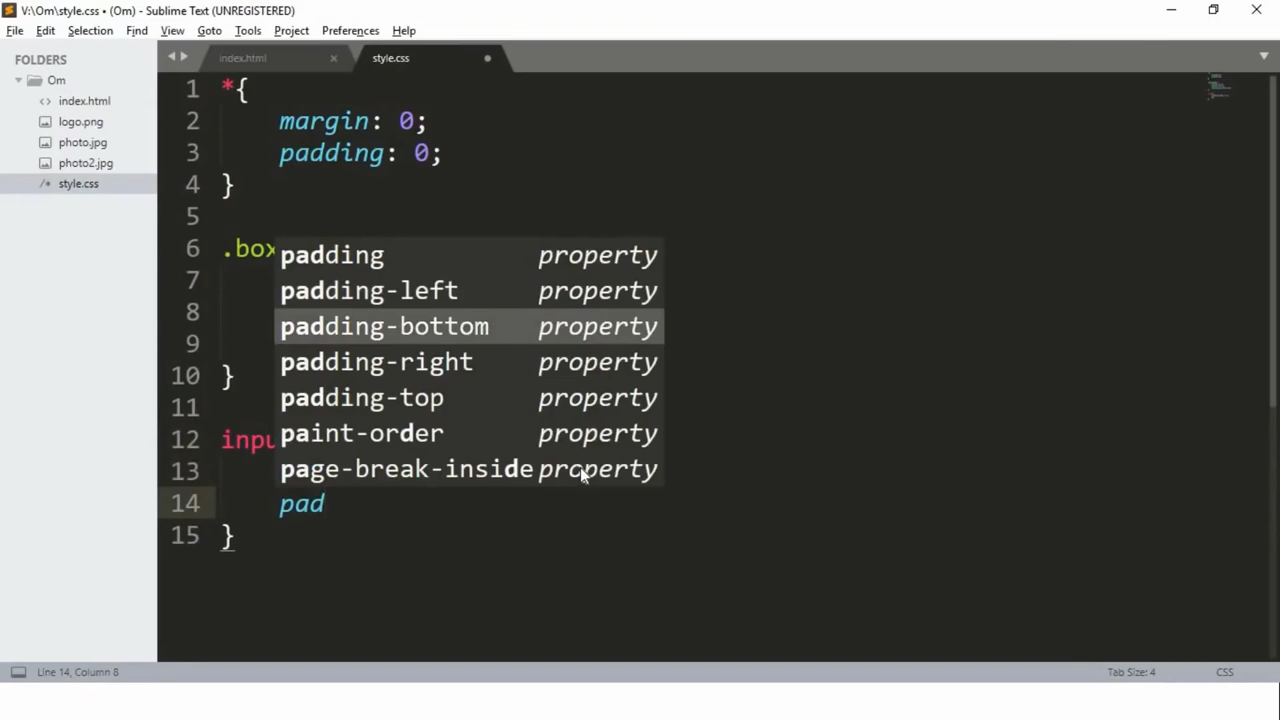 V:\Om\style.css • (Om) - Sublime Text (UNREGISTERED)
File Edit Selection Find View Goto Tools Project Preferences Help
FOLDERS
Om
index.html
logo.png
photo.jpg
photo2.jpg
style.css
index.html
style.css
1 *{
2 margin: 0;
3 padding: 0;
4 }
5
6 .box
7
8
9
10 }
11
12 inpu
13
14 pad
15 }
padding property
padding-left property
padding-bottom property
padding-right property
padding-top property
paint-order property
page-break-inside property
Line 14, Column 8
Tab Size: 4
CSS